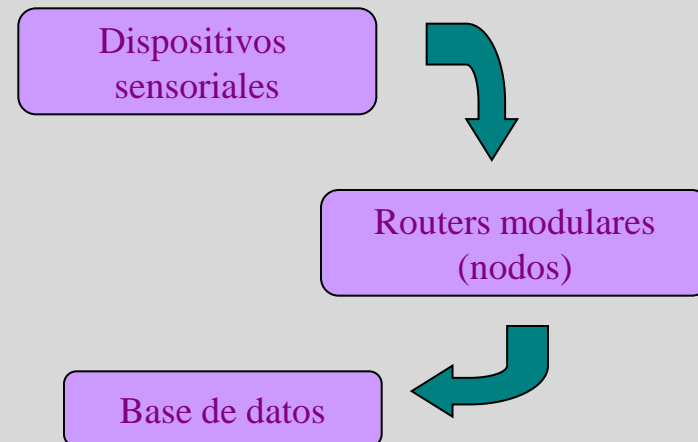 Dispositivos
sensoriales
Routers modulares
(nodos)
Base de datos